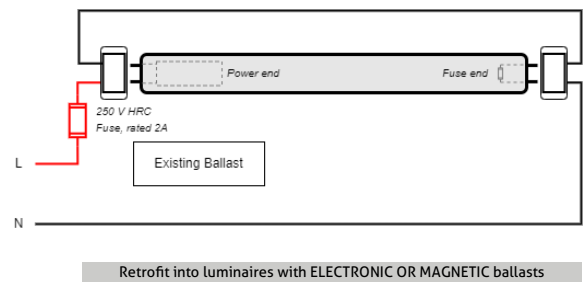 Power end
Fuse end
250 V HRC
Fuse, rated 2A
L
Existing Ballast
N
Retrofit into luminaires with ELECTRONIC OR MAGNETIC ballasts